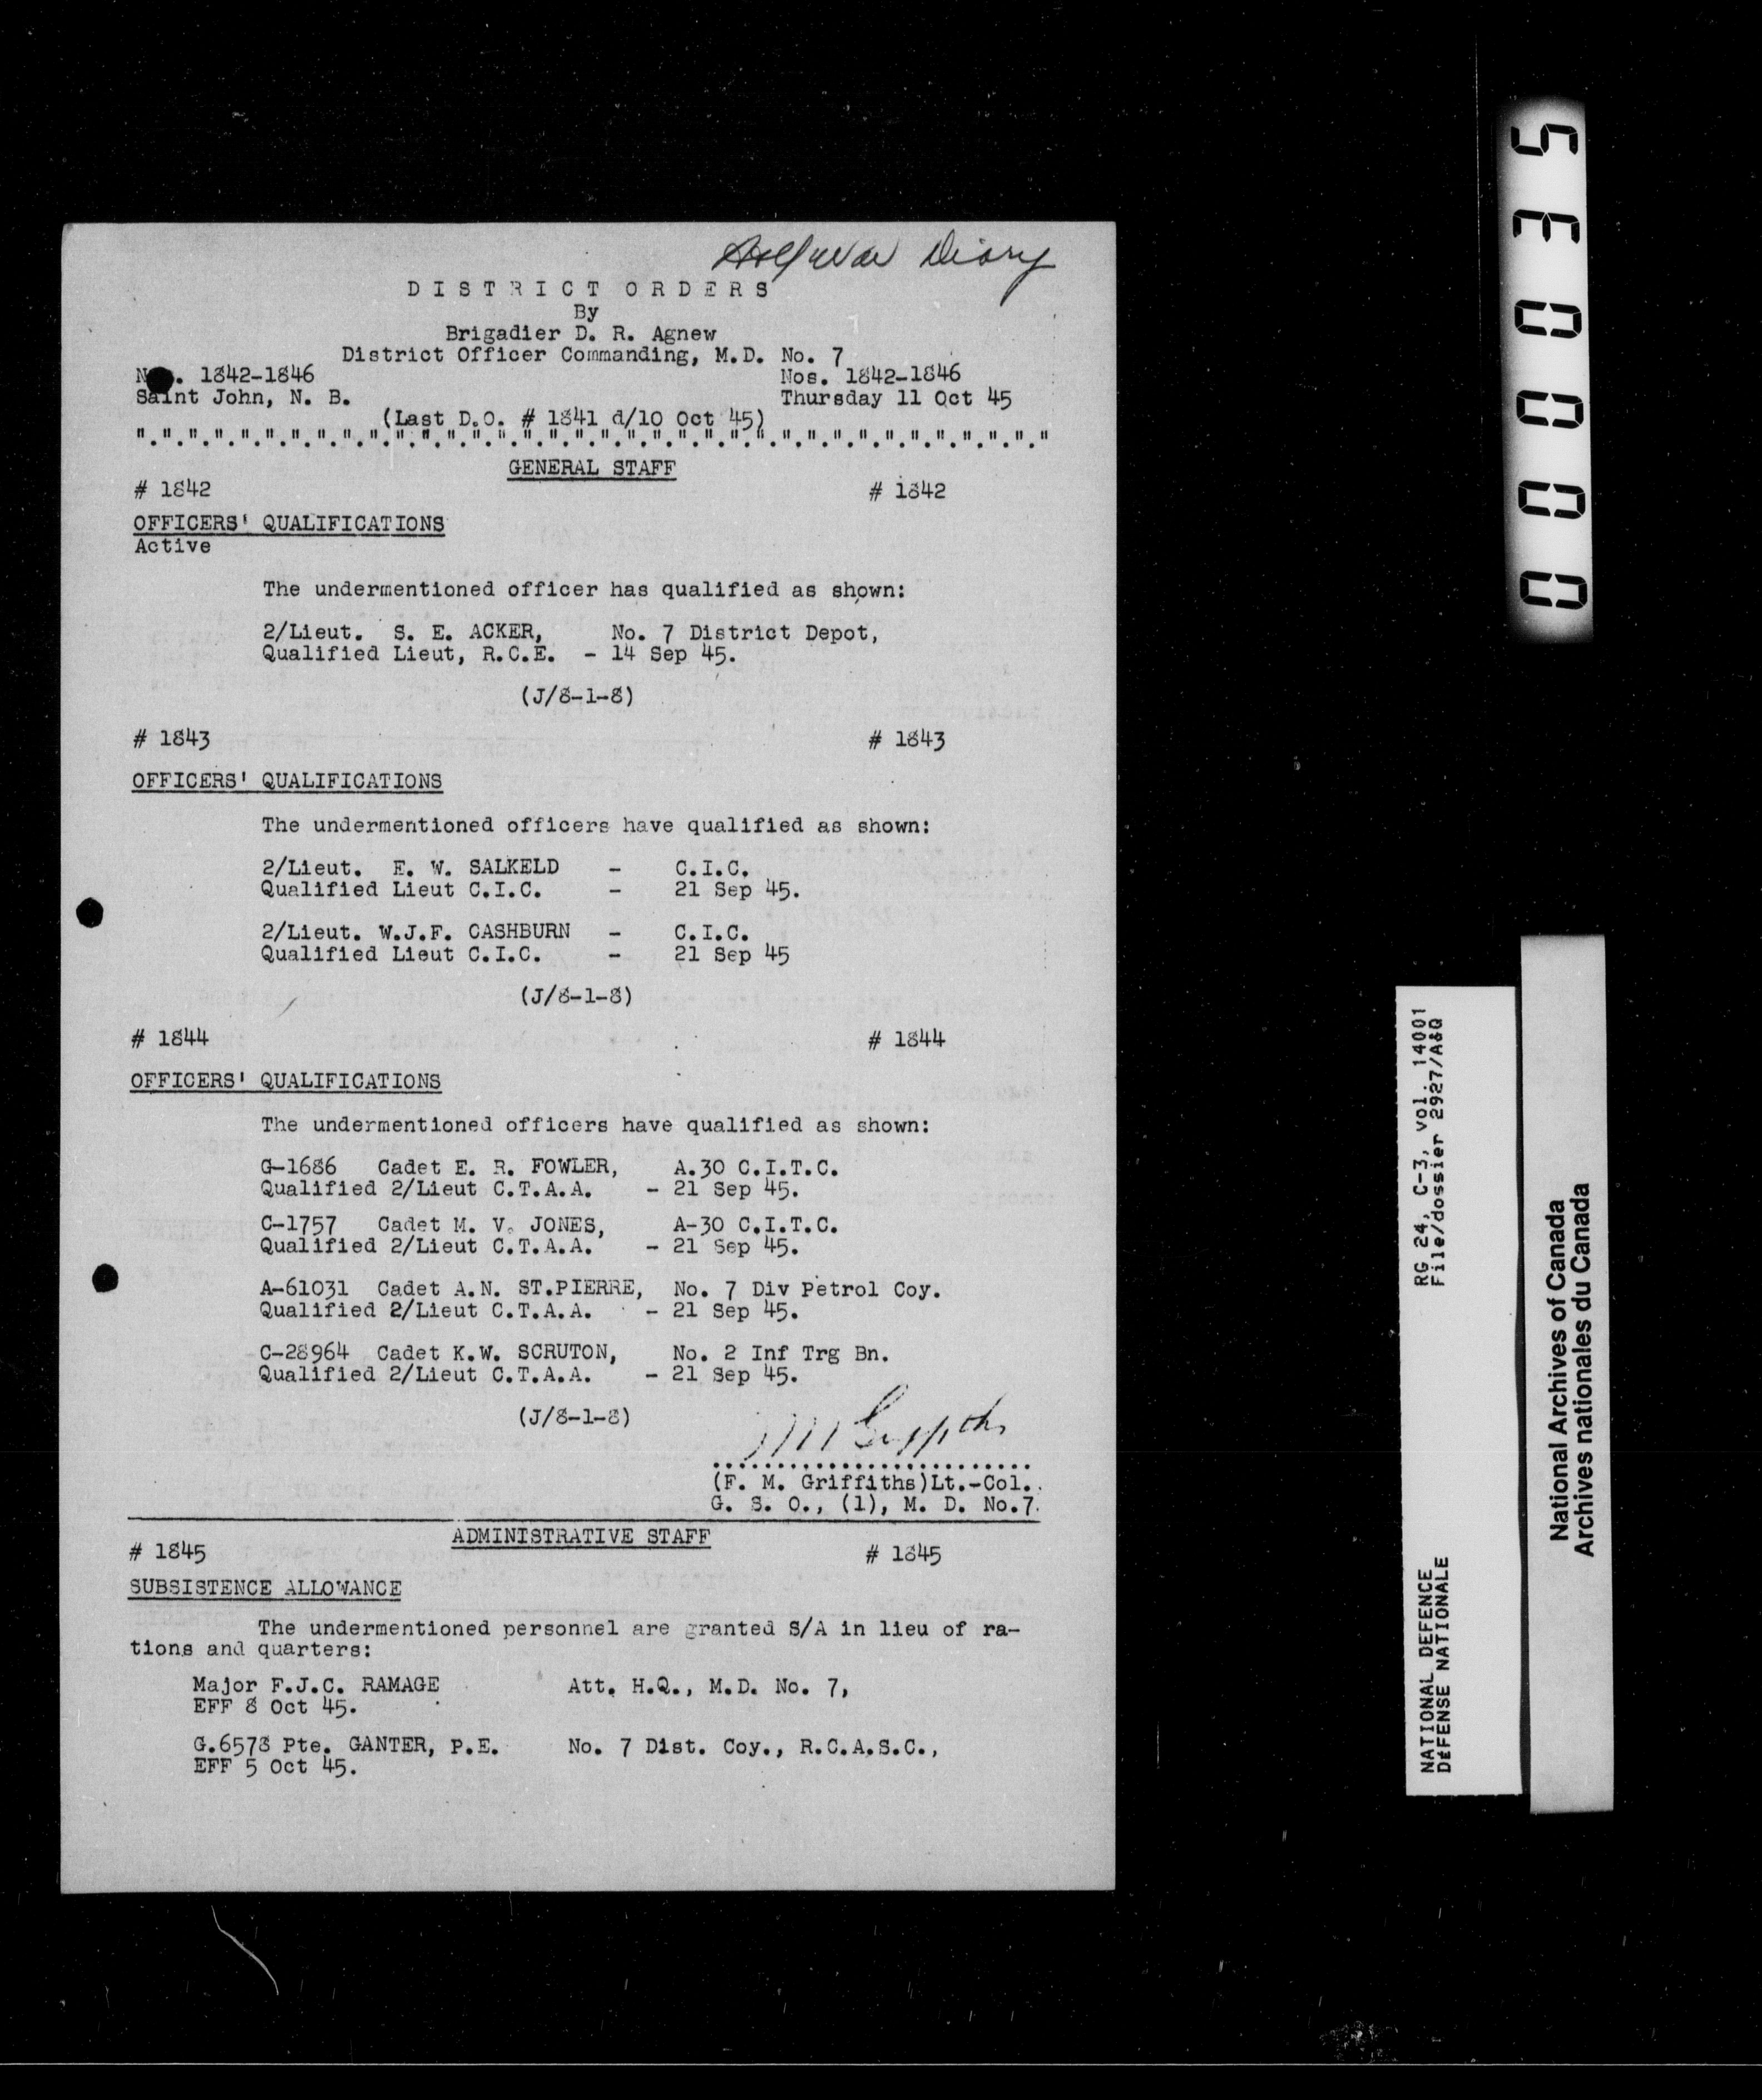 Diary
DISTRICT ORDERS
By
Brigadier D. R. Agnew
District Officer Commanding, M.D. No. 7
1842-1846 Nos. 1842-1846
Saint John, N. B. Thursday 11 Oct 45
(Last D.O. # 1841 d/10 Oct 45)
".".".".".".".".".".".".".".".".".".".".".".".".".".".".".".".".".".".".
GENERAL STAFF
# 1842 # 1842
OFFICERS' QUALIFICATIONS
Active
The undermentioned officer has qualified as shown:
2/Lieut. S. E. ACKER, No. 7 District Depot,
Qualified Lieut, R.C.E. - 14 Sep 45.
(J/8-1-8)
# 1843 # 1843
OFFICERS' QUALIFICATIONS
The undermentioned officers have qualified as shown:
2/Lieut. E. W. SALKELD - C.I.C.
Qualified Lieut C.I.C. - 21 Sep 45.
2/Lieut. W.J.F. CASHBURN - C.I.C.
Qualified Lieut C.I.C. - 21 Sep 45
(J/8-1-8)
# 1844 # 1844
OFFICERS' QUALIFICATIONS
The undermentioned officers have qualified as shown:
G-1686 Cadet E. R. FOWLER, A.30 C.I.T.C.
Qualified 2/Lieut C.T.A.A. - 21 Sep 45.
C-1757 Cadet M. V. JONES, A-30 C.I.T.C.
Qualified 2/Lieut C.T.A.A. - 21 Sep 45.
A-61031 Cadet A.N. ST.PIERRE, No. 7 Div Petrol Coy.
Qualified 2/Lieut C.T.A.A. - 21 Sep 45.
C-28964 Cadet K.W. SCRUTON, No. 2 Inf Trg Bn.
Qualified 2/Lieut C.T.A.A. - 21 Sep 45.
(J/8-1-8)
.........................
(F. M. Griffiths)Lt.-Col.
G. S. O., (1), M. D. No.7.
ADMINISTRATIVE STAFF
# 1845 # 1845
SUBSISTENCE ALLOWANCE
The undermentioned personnel are granted S/A in lieu of ra-
tions and quarters:
Major F.J.C. RAMAGE Att. H.Q., M.D. No. 7,
EFF 8 Oct 45.
G.6578 Pte. GANTER, P.E. No. 7 Dist. Coy., R.C.A.S.C.,
EFF 5 Oct 45.
000035
RG 24, C-3, vol. 14001
File/dossier 2927/A&Q
NATIONAL DEFENCE
DÉFENSE NATIONALE
National Archives of Canada
Archives nationales du Canada